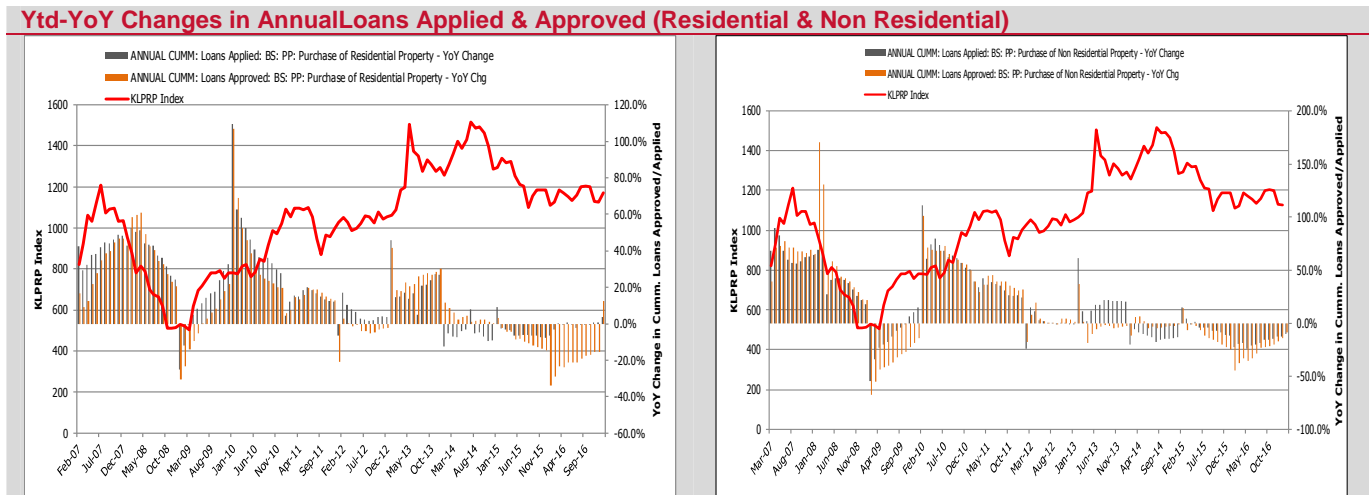 Ytd-YoY Changes in AnnualLoans Applied & Approved (Residential & Non Residential)
ANNUAL CUMM: Loans Applied: BS: PP: Purchase of Residential Property - YoY Change
ANNUAL CUMM: Loans Approved: BS: PP: Purchase of Residential Property - YoY Chg
KLPRP Index
1600
1400
1200
1000
800
600
400
200
0
KLPRP Index
120.0%
100.0%
80.0%
60.0%
40.0%
20.0%
0.0%
-20.0%
-40.0%
-60.0%
YoY Change in Cumm. Loans Approved/Applied
Feb-07
Jul-07
Dec-07
May-08
Oct-08
Mar-09
Aug-09
Jan-10
Jun-10
Nov-10
Apr-11
Sep-11
Feb-12
Jul-12
Dec-12
May-13
Oct-13
Mar-14
Aug-14
Jan-15
Jun-15
Nov-15
Apr-16
Sep-16
ANNUAL CUMM: Loans Applied: BS: PP: Purchase of Non Residential Property - YoY Change
ANNUAL CUMM: Loans Approved: BS: PP: Purchase of Non Residential Property - YoY Chg
KLPRP Index
1600
1400
1200
1000
800
600
400
200
0
KLPRP Index
200.0%
150.0%
100.0%
50.0%
0.0%
-50.0%
-100.0%
YoY Change in Cumm. Loans Approved/Applied
Mar-07
Aug-07
Jan-08
Jun-08
Nov-08
Apr-09
Sep-09
Feb-10
Jul-10
Dec-10
May-11
Oct-11
Mar-12
Aug-12
Jan-13
Jun-13
Nov-13
Apr-14
Sep-14
Feb-15
Jul-15
Dec-15
May-16
Oct-16